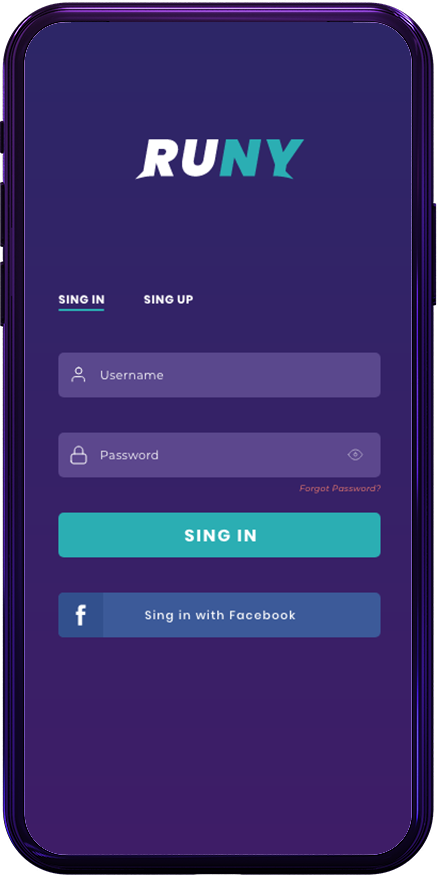 RUNY
SING IN SING UP
Username
Password
Forgot Password?
SING IN
f Sing in with Facebook